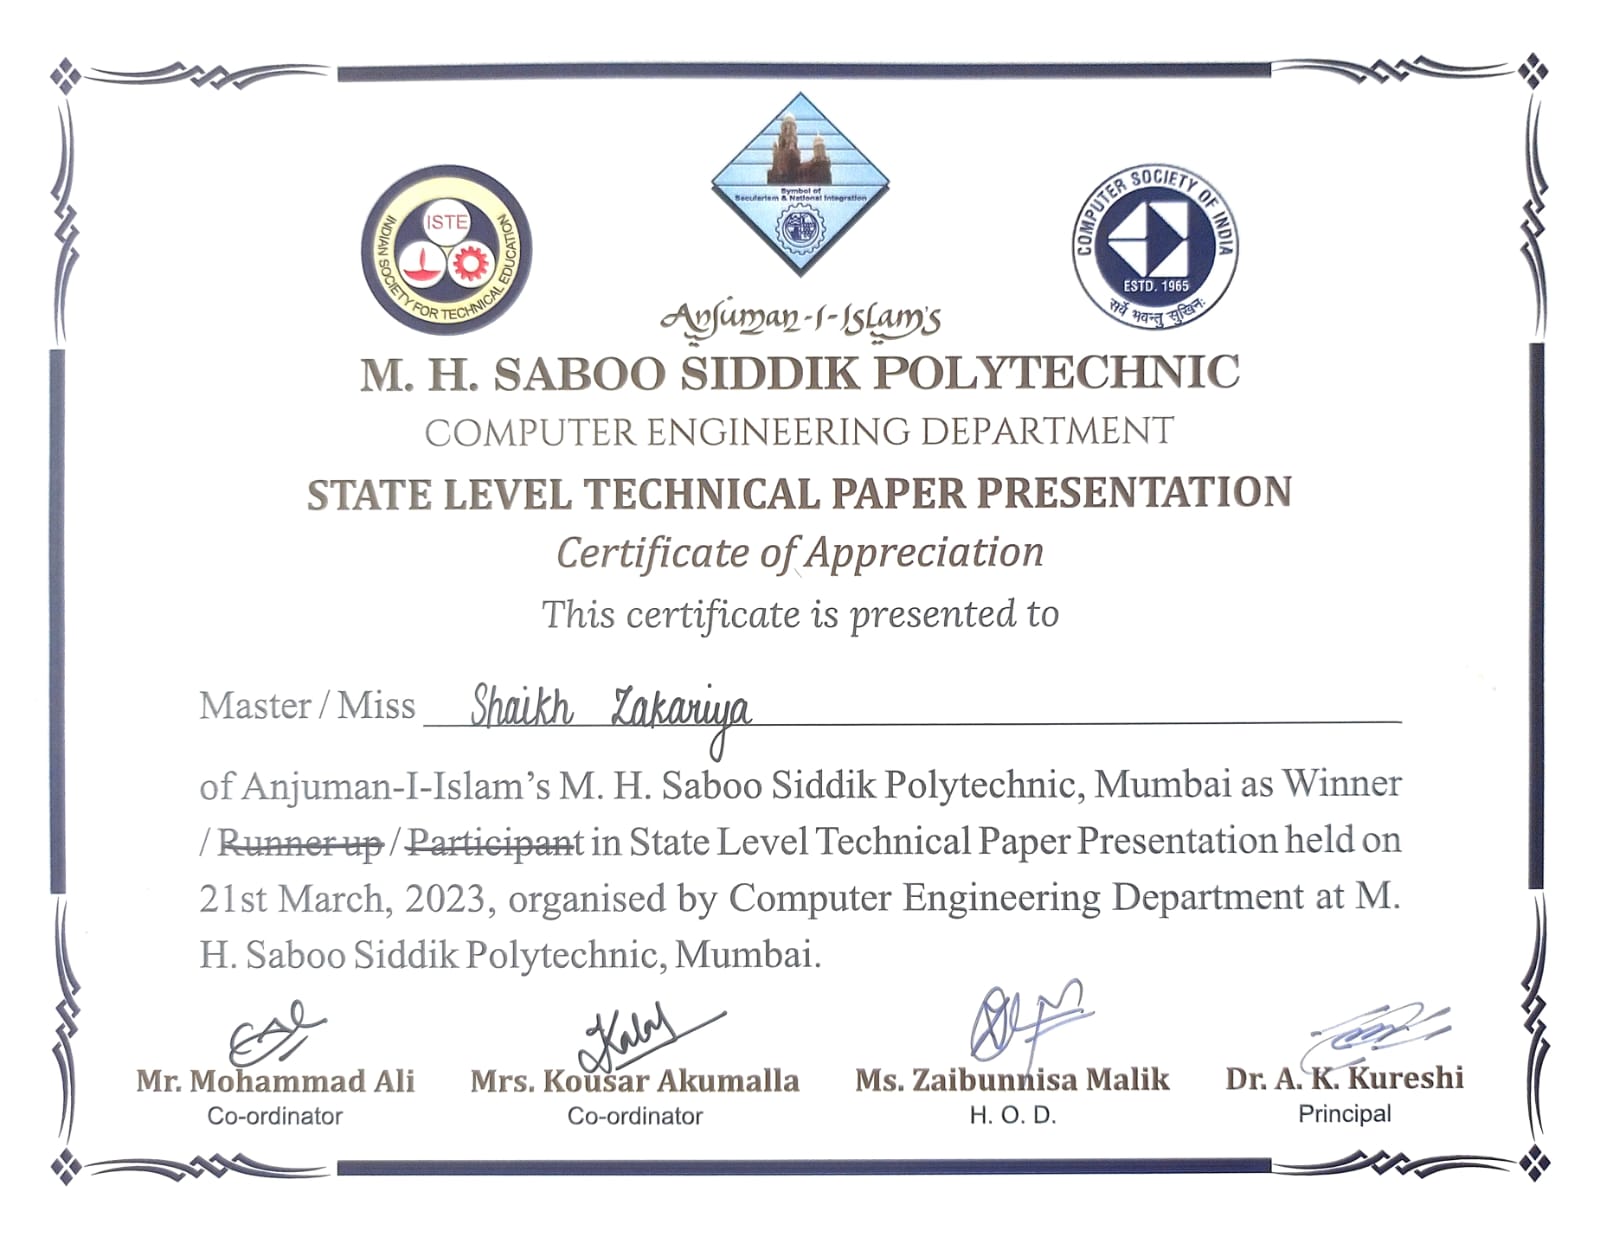 Symbol of
Secularism & National Integration
ISTE
INDIAN SOCIETY FOR TECHNICAL EDUCATION
COMPUTER SOCIETY OF INDIA
ESTD. 1965
सर्वे भवन्तु सुखिनः
Anjuman-I-Islam's
M. H. SABOO SIDDIK POLYTECHNIC
COMPUTER ENGINEERING DEPARTMENT
STATE LEVEL TECHNICAL PAPER PRESENTATION
Certificate of Appreciation
This certificate is presented to
Master / Miss Shaikh Zakariya
of Anjuman-I-Islam's M. H. Saboo Siddik Polytechnic, Mumbai as Winner
/ Runner up / Participant in State Level Technical Paper Presentation held on
21st March, 2023, organised by Computer Engineering Department at M.
H. Saboo Siddik Polytechnic, Mumbai.
Mr. Mohammad Ali Mrs. Kousar Akumalla Ms. Zaibunnisa Malik Dr. A. K. Kureshi
Co-ordinator Co-ordinator H. O. D. Principal